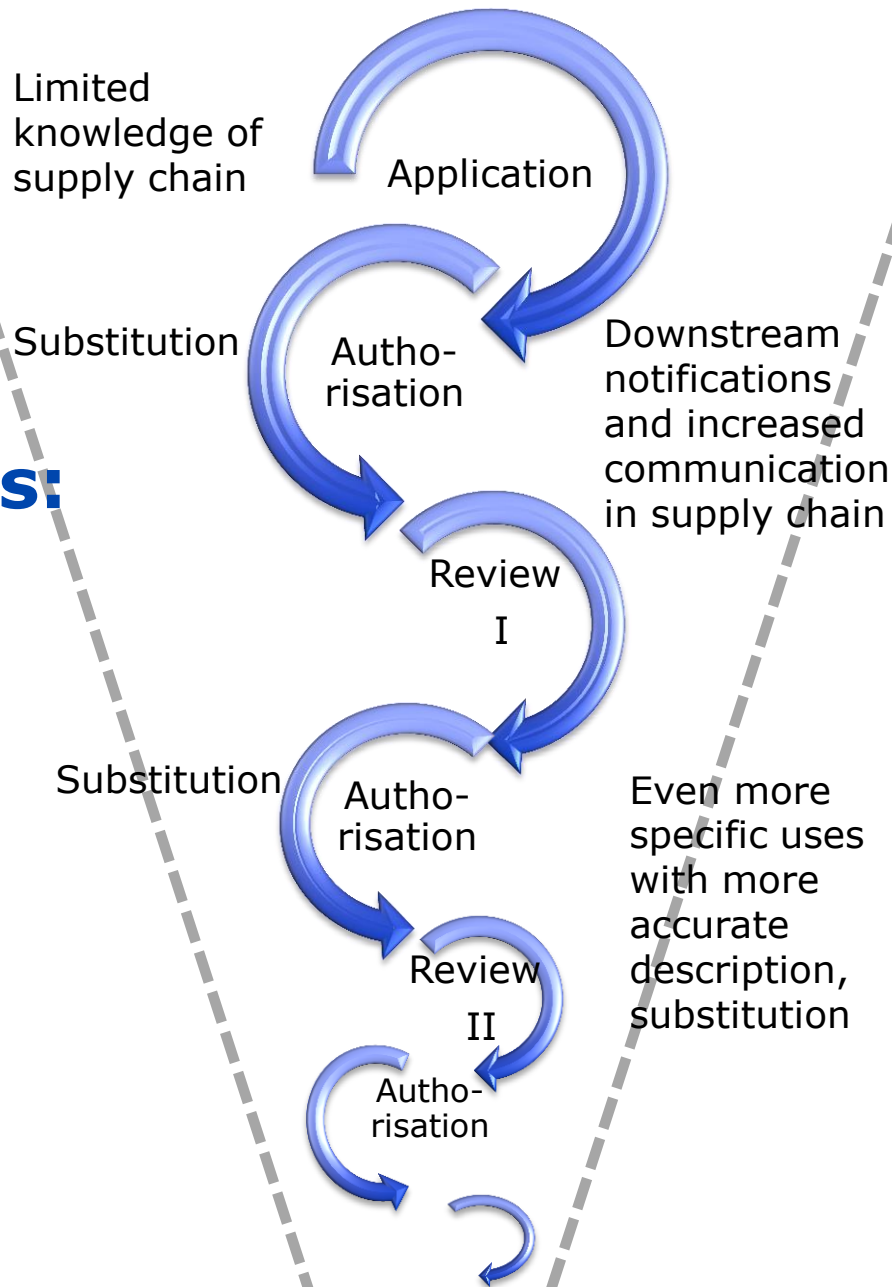 Limited
knowledge of
supply chain
Application
Substitution
Autho-
risation
Downstream
notifications
and increased
communication
in supply chain
s:
Review
I
Substitution
Autho-
risation
Even more
specific uses
with more
accurate
description,
substitution
Review
II
Autho-
risation